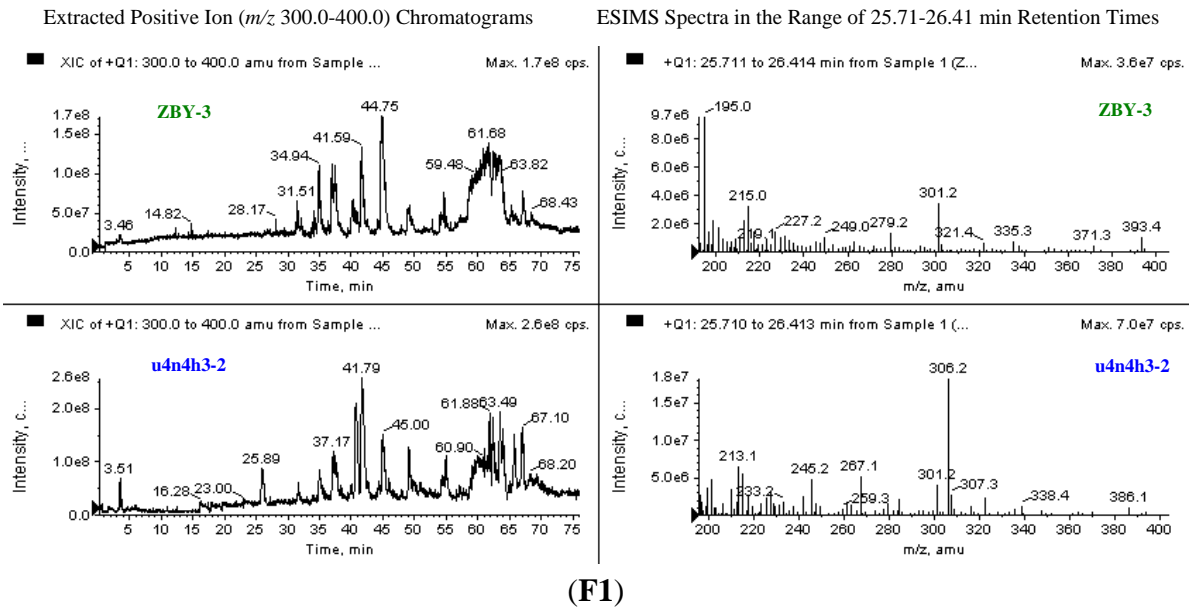 Extracted Positive Ion (m/z 300.0-400.0) Chromatograms
ESIMS Spectra in the Range of 25.71-26.41 min Retention Times
XIC of +Q1: 300.0 to 400.0 amu from Sample ...
Max. 1.7e8 cps.
ZBY-3
Intensity, ...
1.7e8
1.5e8
1.0e8
5.0e7
0.0
3.46
14.82
28.17
31.51
34.94
41.59
44.75
59.48
61.68
63.82
68.43
5 10 15 20 25 30 35 40 45 50 55 60 65 70 75
Time, min
+Q1: 25.711 to 26.414 min from Sample 1 (Z...
Max. 3.6e7 cps.
ZBY-3
Intensity, c...
9.7e6
8.0e6
6.0e6
4.0e6
2.0e6
195.0
215.0
227.2
249.0
279.2
301.2
321.4
335.3
371.3
393.4
200 220 240 260 280 300 320 340 360 380 400
m/z, amu
XIC of +Q1: 300.0 to 400.0 amu from Sample ...
Max. 2.6e8 cps.
u4n4h3-2
Intensity, c...
2.6e8
2.0e8
1.0e8
0.0
3.51
16.28
23.00
25.89
37.17
41.79
45.00
60.90
61.88
63.49
67.10
68.20
5 10 15 20 25 30 35 40 45 50 55 60 65 70 75
Time, min
+Q1: 25.710 to 26.413 min from Sample 1 (...
Max. 7.0e7 cps.
u4n4h3-2
Intensity, c...
1.8e7
1.5e7
1.0e7
5.0e6
213.1
233.2
245.2
259.3
267.1
301.2
306.2
307.3
338.4
386.1
200 220 240 260 280 300 320 340 360 380 400
m/z, amu
(F1)